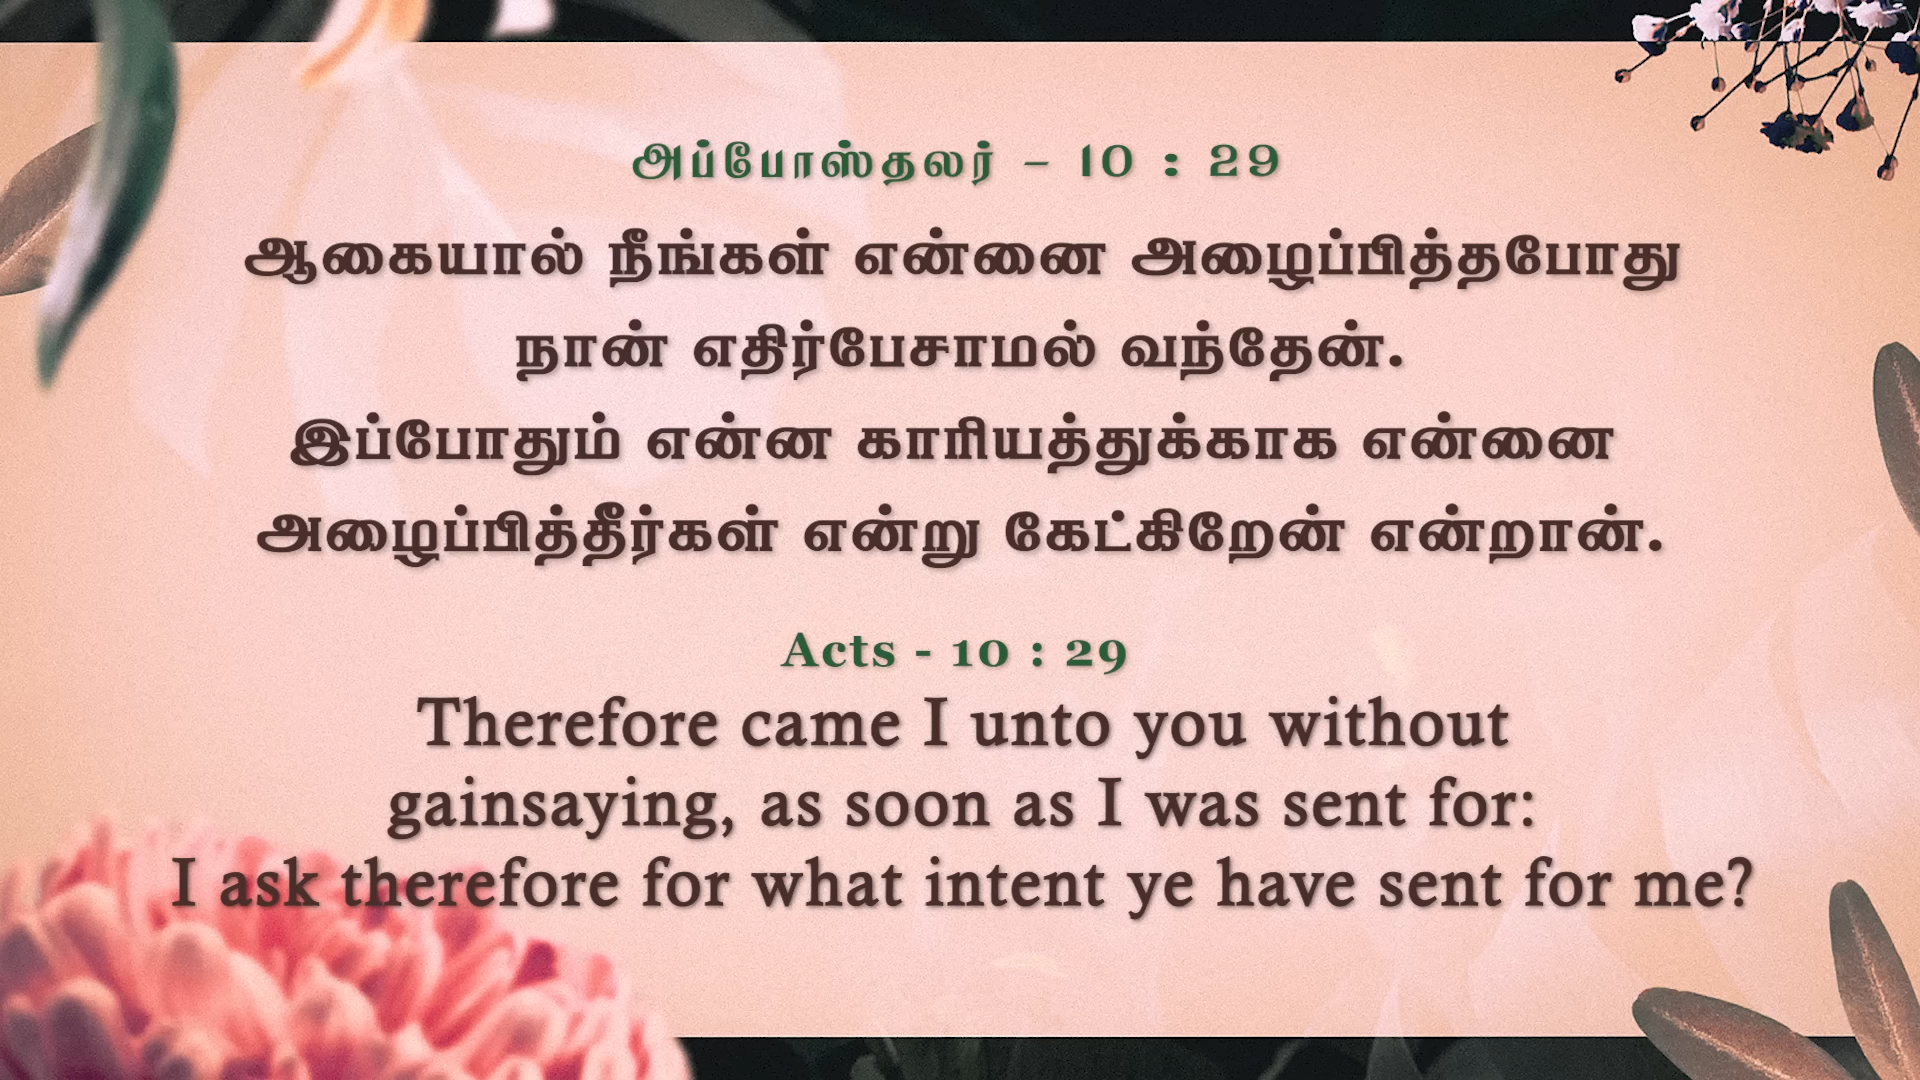 அப்போஸ்தலர் – 10 : 29
ஆகையால் நீங்கள் என்னை அழைப்பித்தபோது
நான் எதிர்பேசாமல் வந்தேன்.
இப்போதும் என்ன காரியத்துக்காக என்னை
அழைப்பித்தீர்கள் என்று கேட்கிறேன் என்றான்.
Acts - 10 : 29
Therefore came I unto you without
gainsaying, as soon as I was sent for:
I ask therefore for what intent ye have sent for me?